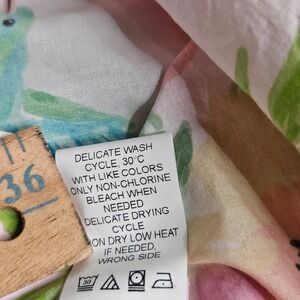 36
DELICATE WASH
CYCLE, 30°C
WITH LIKE COLORS
ONLY NON-CHLORINE
BLEACH WHEN
NEEDED
DELICATE DRYING
CYCLE
IRON DRY LOW HEAT
IF NEEDED.
WRONG SIDE
30